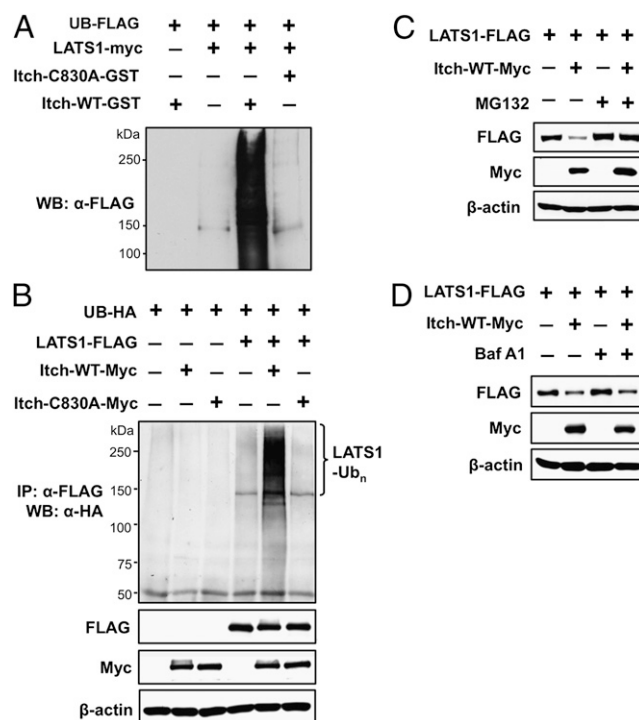 A
UB-FLAG + + + +
LATS1-myc — + + +
Itch-C830A-GST — — — +
Itch-WT-GST + — + —
kDa
250
WB: α-FLAG
150
100
B
UB-HA + + + + + +
LATS1-FLAG — — — + + +
Itch-WT-Myc — + — — + —
Itch-C830A-Myc — — + — — +
kDa
250
LATS1
-Ubn
IP: α-FLAG
WB: α-HA
150
100
75
50
FLAG
Myc
β-actin
C
LATS1-FLAG + + + +
Itch-WT-Myc — + — +
MG132 — — + +
FLAG
Myc
β-actin
D
LATS1-FLAG + + + +
Itch-WT-Myc — + — +
Baf A1 — — + +
FLAG
Myc
β-actin